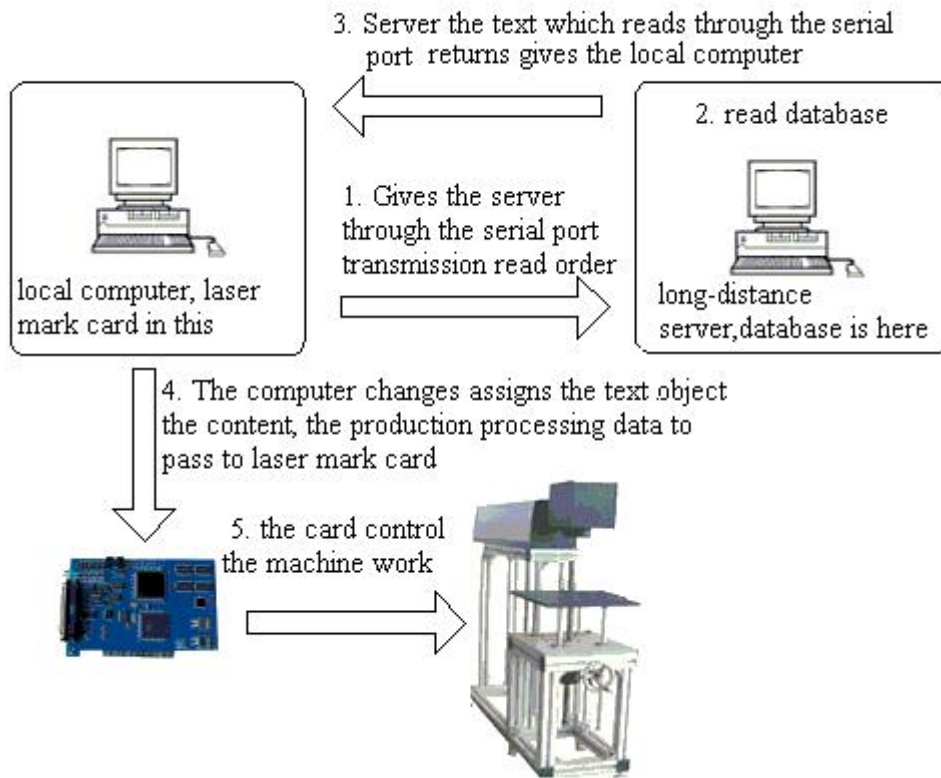 3. Server the text which reads through the serial
port returns gives the local computer
2. read database
1. Gives the server
through the serial port
transmission read order
local computer, laser
mark card in this
long-distance
server,database is here
4. The computer changes assigns the text object
the content, the production processing data to
pass to laser mark card
5. the card control
the machine work